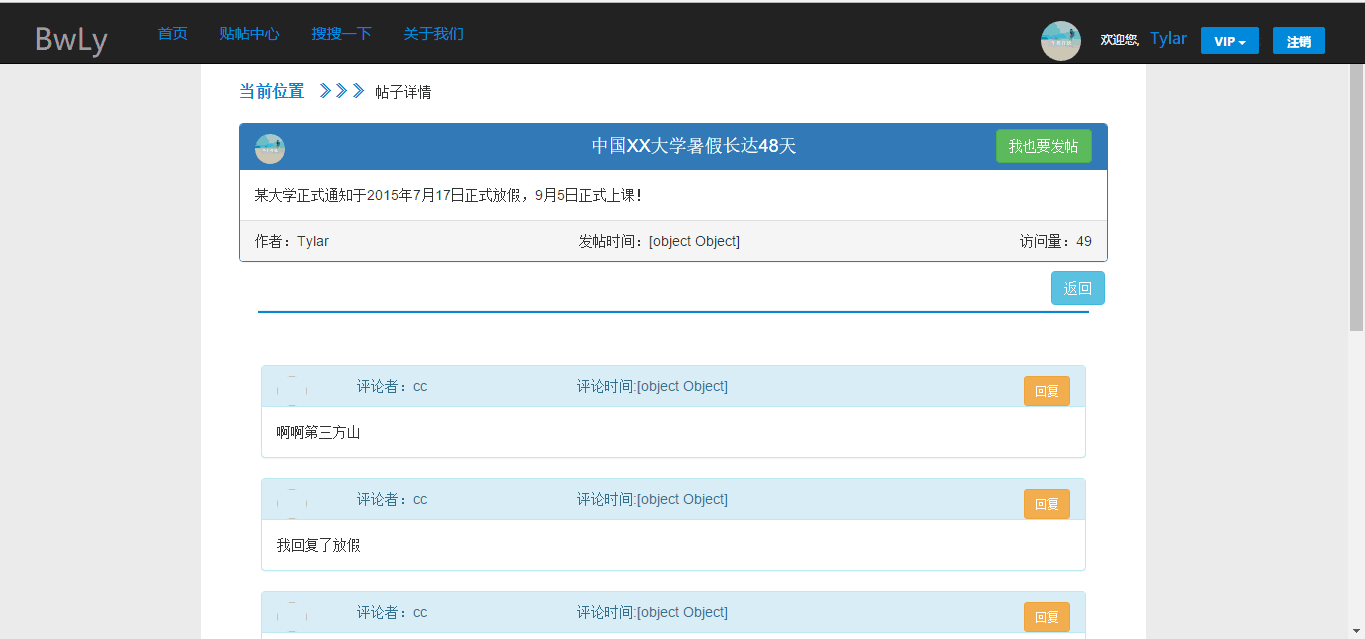 BwLy 首页 贴帖中心 搜搜一下 关于我们 欢迎您, Tylar VIP 注销
当前位置 》》》 帖子详情
中国XX大学暑假长达48天 我也要发帖
某大学正式通知于2015年7月17日正式放假，9月5日正式上课！
作者：Tylar 发帖时间：[object Object] 访问量：49
返回
评论者：cc 评论时间:[object Object] 回复
啊啊第三方山
评论者：cc 评论时间:[object Object] 回复
我回复了放假
评论者：cc 评论时间:[object Object] 回复